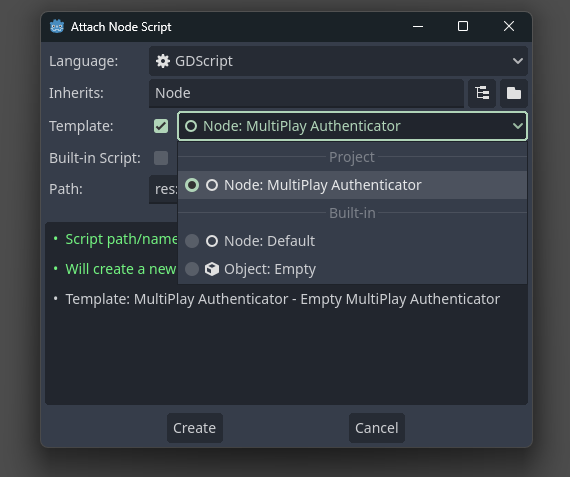 Attach Node Script
Language: GDScript
Inherits: Node
Template: Node: MultiPlay Authenticator
Project
Built-in Script:
Node: MultiPlay Authenticator
Path: res:
Built-in
Script path/name
Node: Default
Will create a new
Object: Empty
Template: MultiPlay Authenticator - Empty MultiPlay Authenticator
Create Cancel